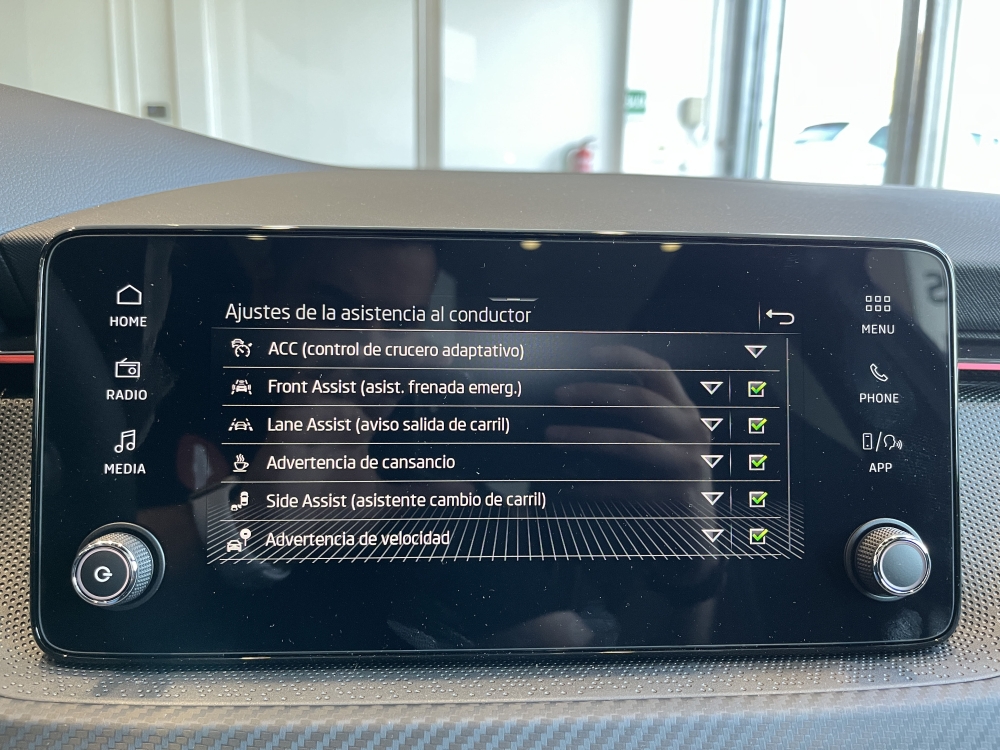 HOME
RADIO
MEDIA
Ajustes de la asistencia al conductor
ACC (control de crucero adaptativo)
Front Assist (asist. frenada emerg.)
Lane Assist (aviso salida de carril)
Advertencia de cansancio
Side Assist (asistente cambio de carril)
Advertencia de velocidad
MENU
PHONE
APP